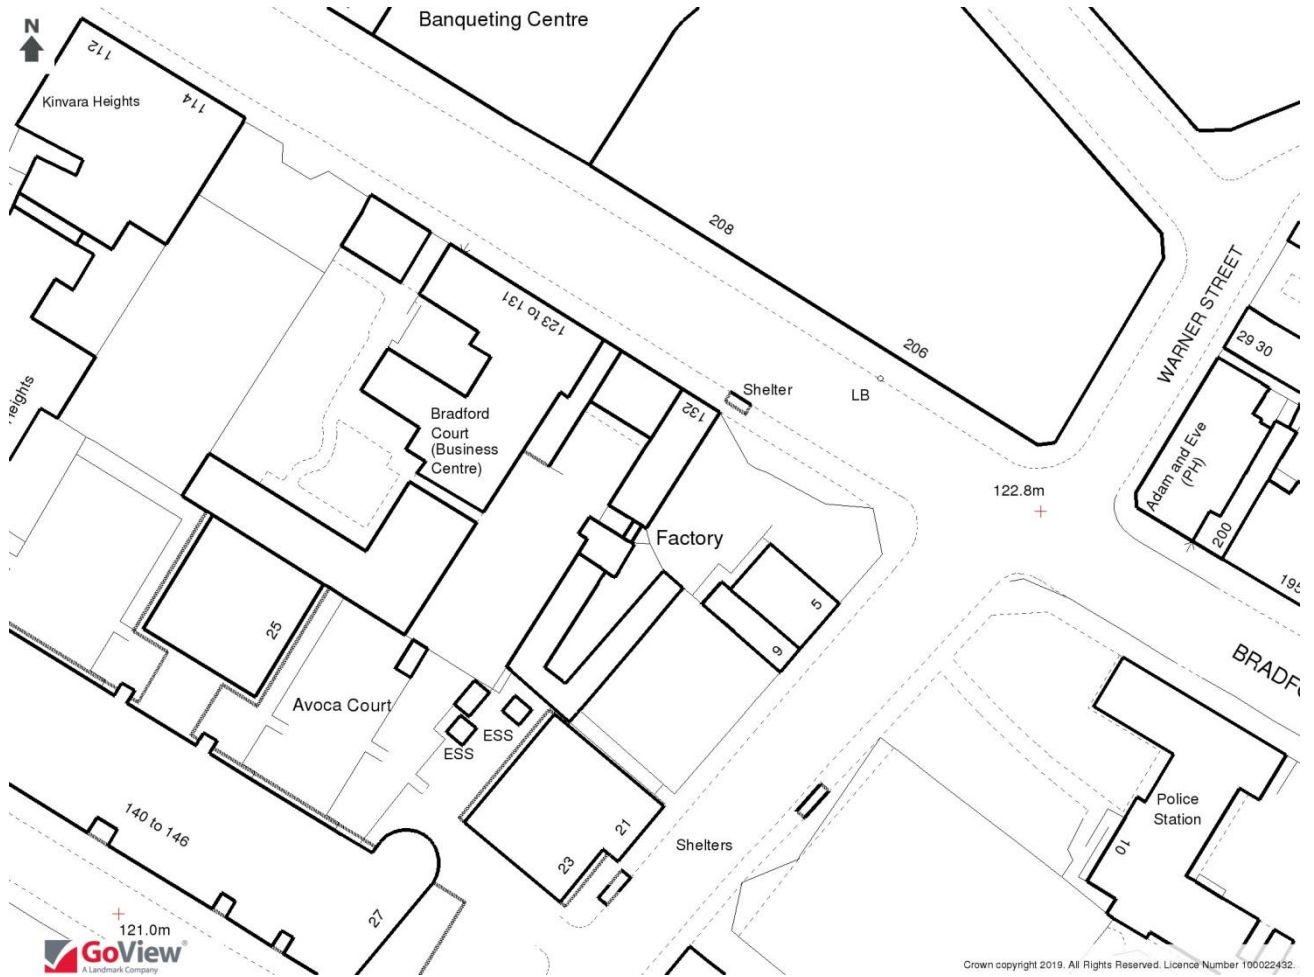 Banqueting Centre
N
112
114
Kinvara Heights
208
206
WARNER STREET
29 30
123 to 131
Shelter
LB
132
Bradford
Court
(Business
Centre)
Adam and Eve
(PH)
122.8m
200
195
Factory
5
9
25
BRADFO
Avoca Court
ESS
ESS
Police
Station
10
140 to 146
21
Shelters
23
27
121.0m
GoView®
A Landmark Company
Crown copyright 2019. All Rights Reserved. Licence Number 100022432.